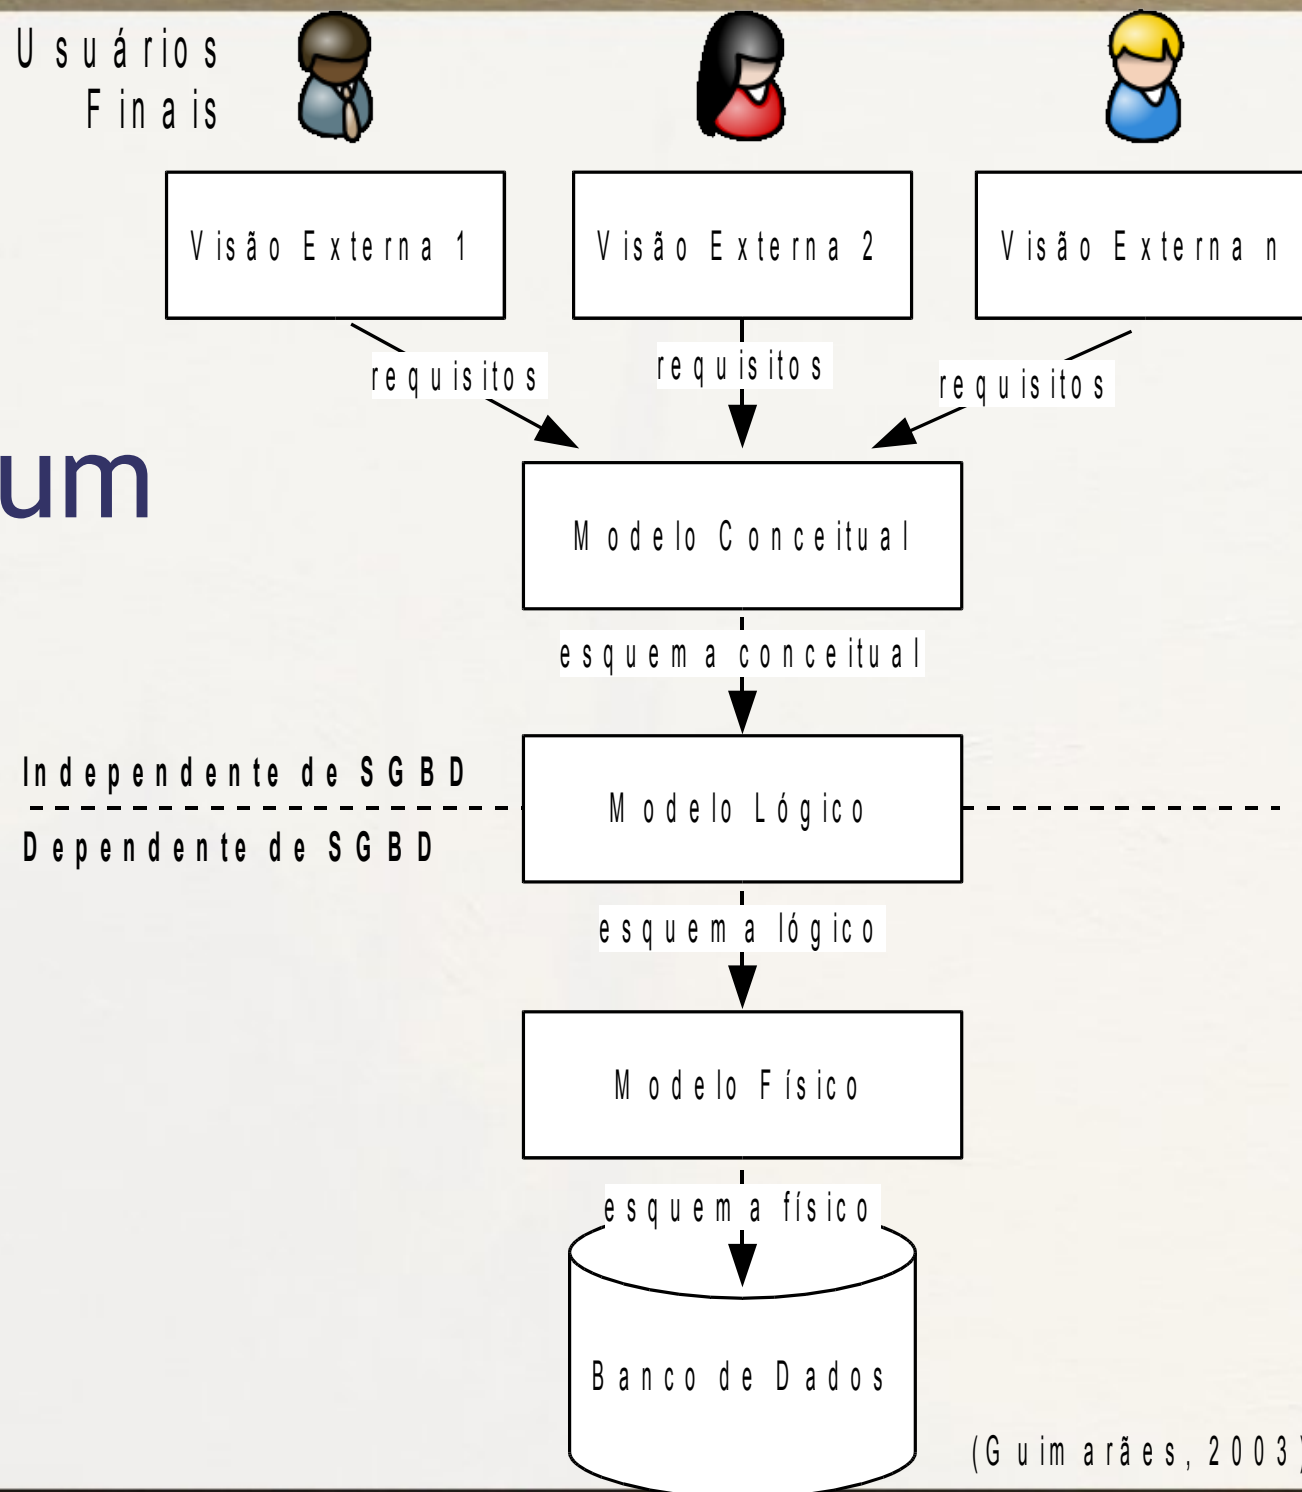 Usuários
Finais
Visão Externa 1
Visão Externa 2
Visão Externa n
requisitos
requisitos
requisitos
um
Modelo Conceitual
esquema conceitual
Independente de SGBD
Modelo Lógico
Dependente de SGBD
esquema lógico
Modelo Físico
esquema físico
Banco de Dados
(Guimarães, 2003)